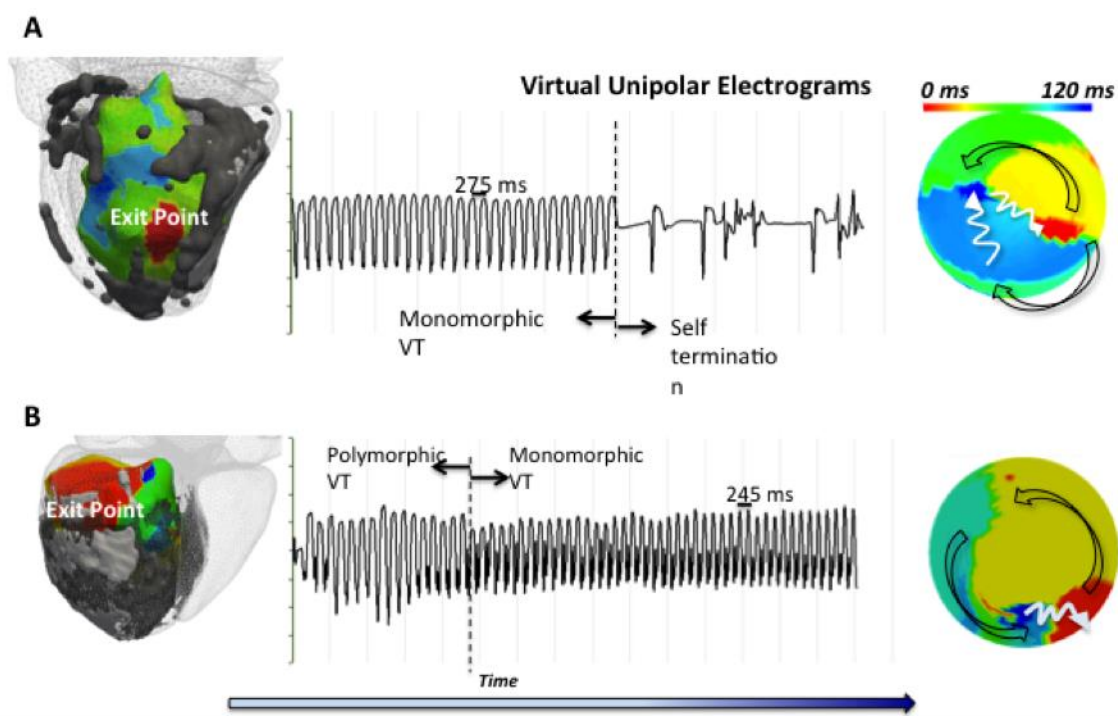 A
Virtual Unipolar Electrograms
0 ms 120 ms
275 ms
Exit Point
Monomorphic
VT
Self
terminatio
n
B
Polymorphic
VT
Monomorphic
VT
245 ms
Exit Point
Time